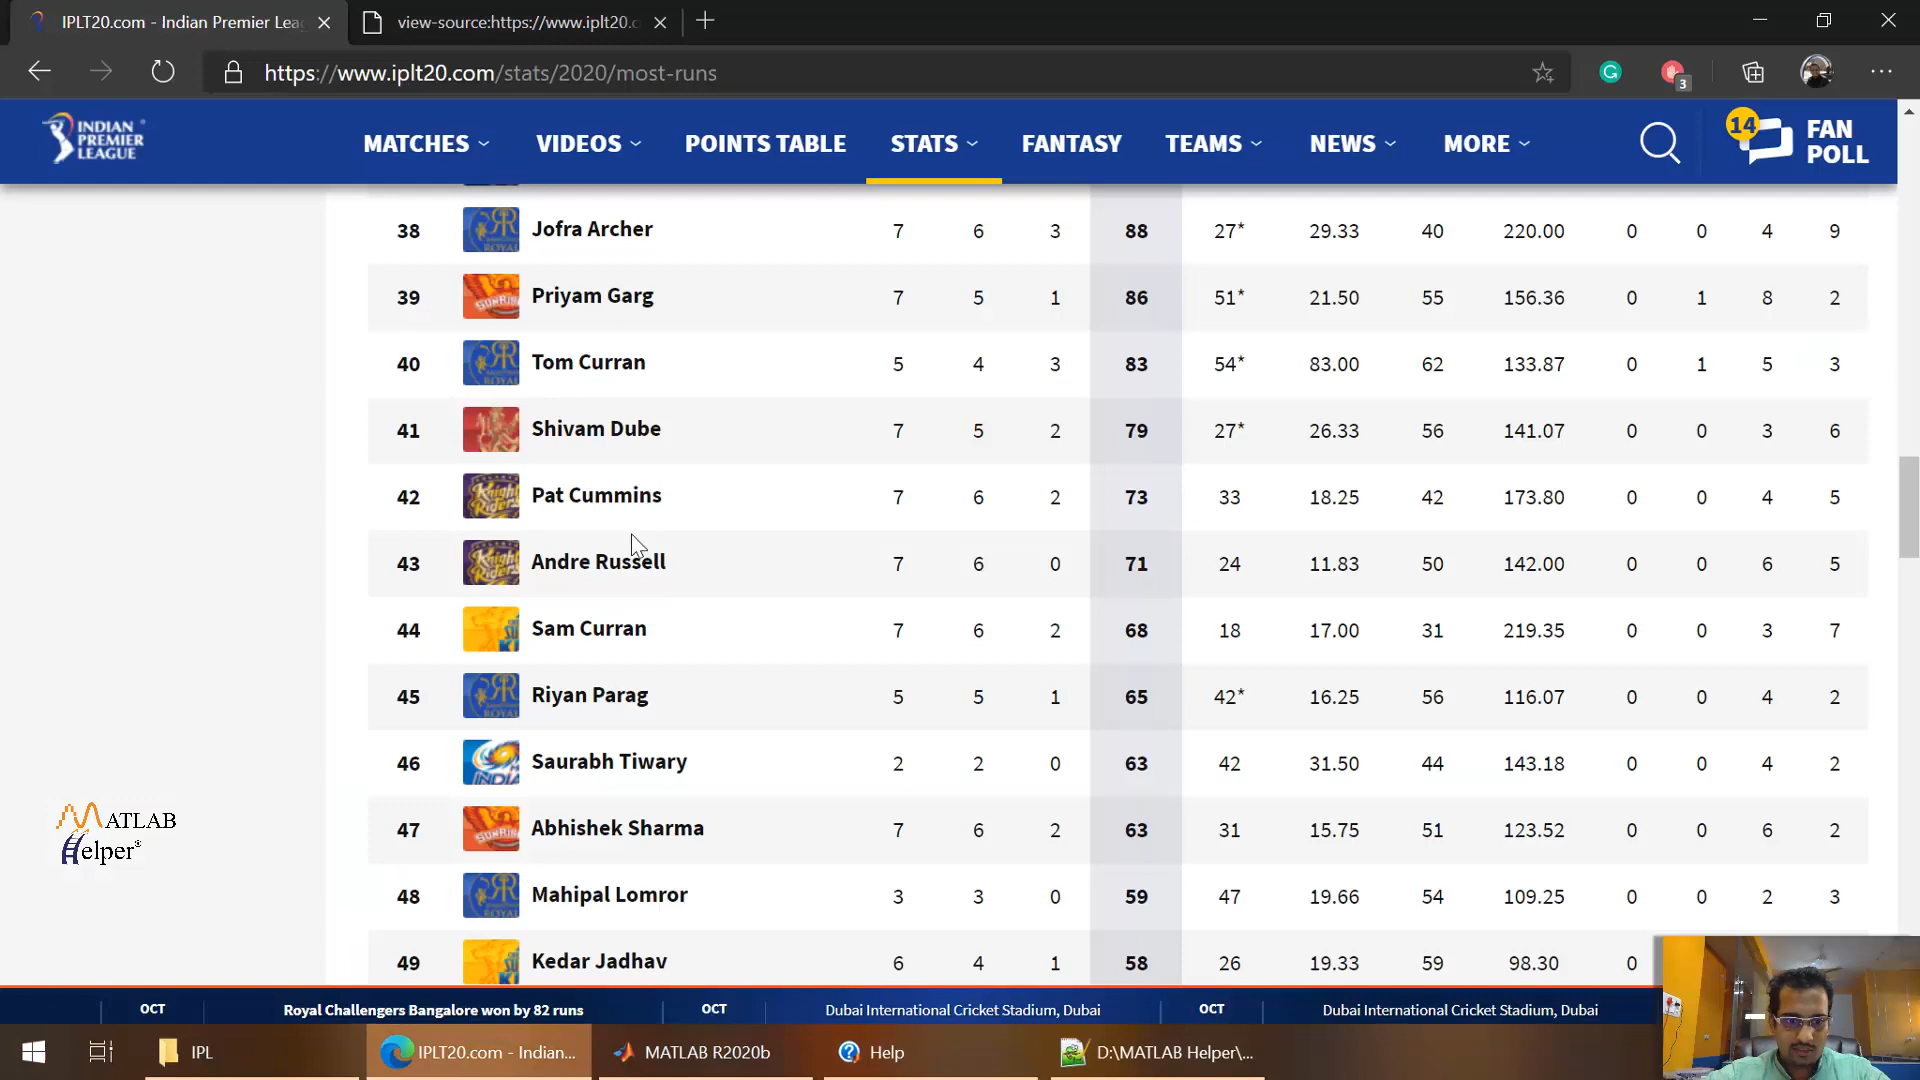 IPLT20.com - Indian Premier Lea
view-source:https://www.iplt20.c
https://www.iplt20.com/stats/2020/most-runs
3
INDIAN PREMIER LEAGUE
MATCHES VIDEOS POINTS TABLE STATS FANTASY TEAMS NEWS MORE
14 FAN POLL
38 Jofra Archer 7 6 3 88 27* 29.33 40 220.00 0 0 4 9
39 Priyam Garg 7 5 1 86 51* 21.50 55 156.36 0 1 8 2
40 Tom Curran 5 4 3 83 54* 83.00 62 133.87 0 1 5 3
41 Shivam Dube 7 5 2 79 27* 26.33 56 141.07 0 0 3 6
42 Pat Cummins 7 6 2 73 33 18.25 42 173.80 0 0 4 5
43 Andre Russell 7 6 0 71 24 11.83 50 142.00 0 0 6 5
44 Sam Curran 7 6 2 68 18 17.00 31 219.35 0 0 3 7
45 Riyan Parag 5 5 1 65 42* 16.25 56 116.07 0 0 4 2
46 Saurabh Tiwary 2 2 0 63 42 31.50 44 143.18 0 0 4 2
47 Abhishek Sharma 7 6 2 63 31 15.75 51 123.52 0 0 6 2
48 Mahipal Lomror 3 3 0 59 47 19.66 54 109.25 0 0 2 3
49 Kedar Jadhav 6 4 1 58 26 19.33 59 98.30 0
MATLAB
Helper®
OCT Royal Challengers Bangalore won by 82 runs OCT Dubai International Cricket Stadium, Dubai OCT Dubai International Cricket Stadium, Dubai
IPL IPLT20.com - Indian... MATLAB R2020b Help D:\MATLAB Helper\...